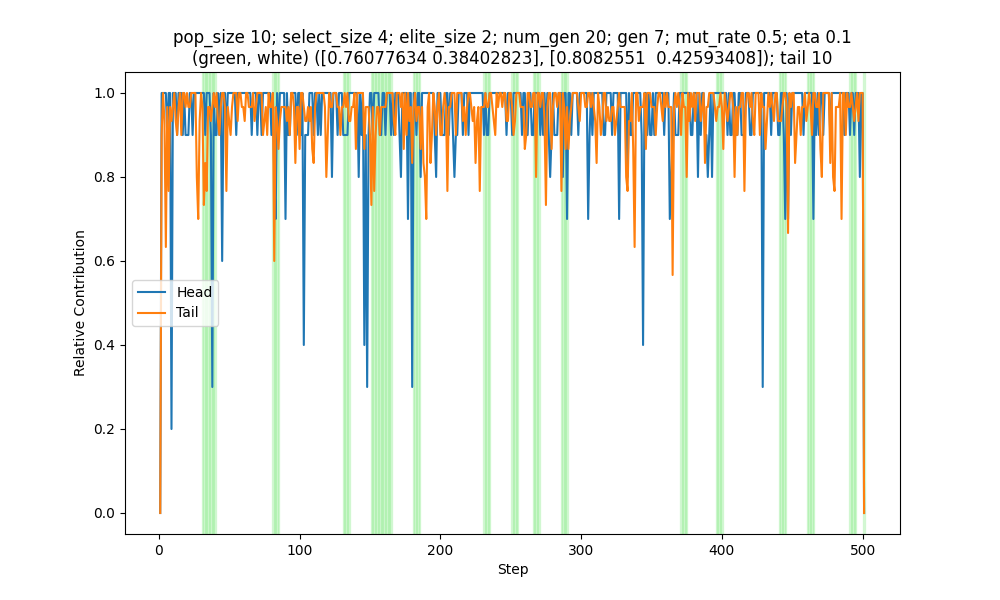 pop_size 10; select_size 4; elite_size 2; num_gen 20; gen 7; mut_rate 0.5; eta 0.1
(green, white) ([0.76077634 0.38402823], [0.8082551  0.42593408]); tail 10
Relative Contribution
1.0
0.8
0.6
0.4
0.2
0.0
Head
Tail
0 100 200 300 400 500
Step